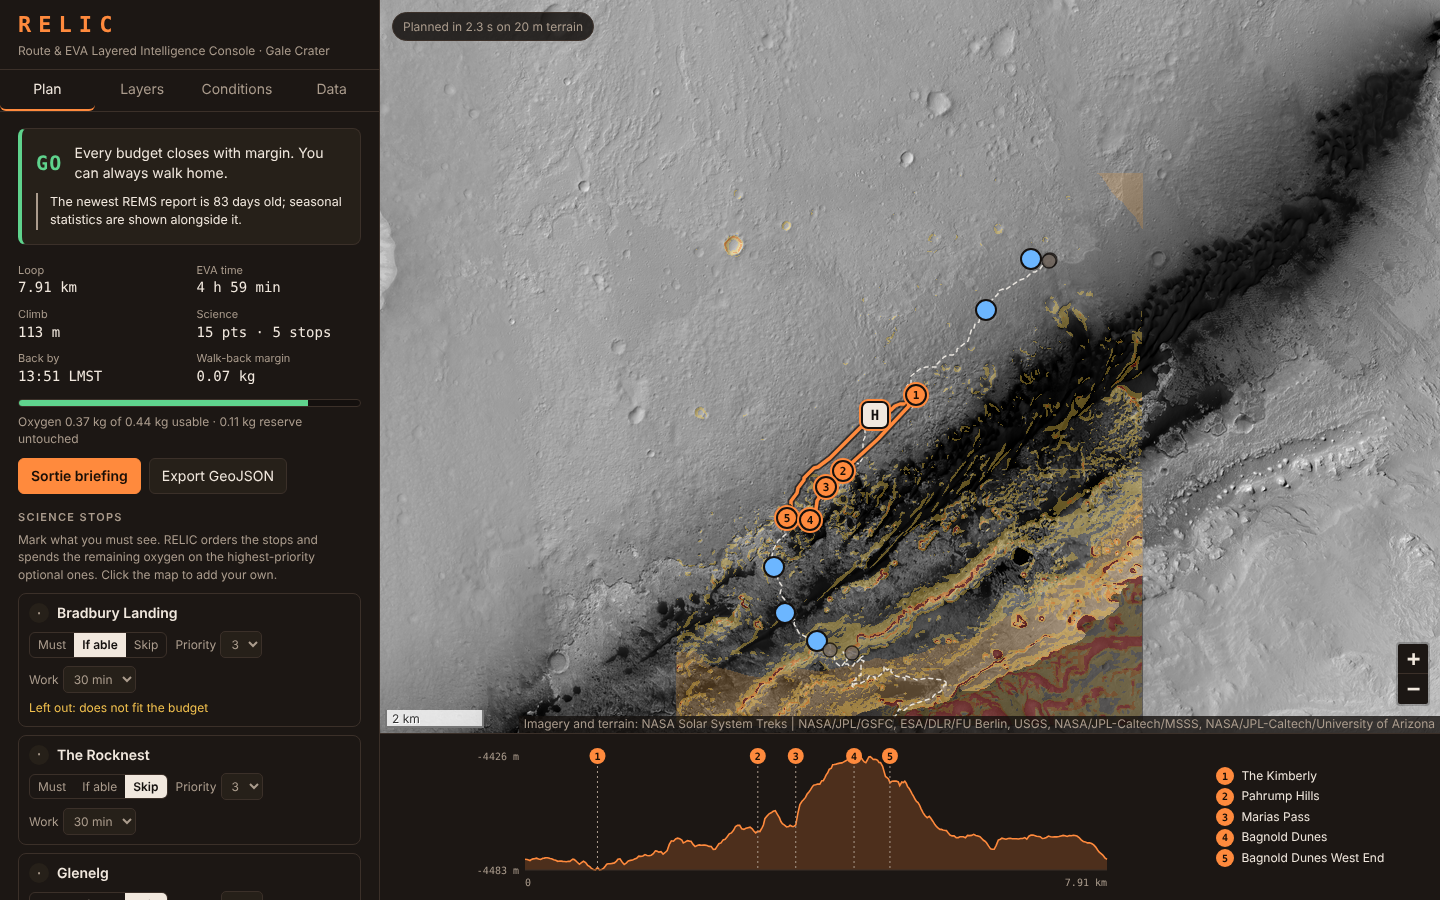 RELIC
Route & EVA Layered Intelligence Console · Gale Crater
Plan
Layers
Conditions
Data
GO
Every budget closes with margin. You
can always walk home.
The newest REMS report is 83 days old; seasonal
statistics are shown alongside it.
Loop
EVA time
7.91 km
4 h 59 min
Climb
Science
113 m
15 pts · 5 stops
Back by
Walk-back margin
13:51 LMST
0.07 kg
Oxygen 0.37 kg of 0.44 kg usable · 0.11 kg reserve
untouched
Sortie briefing
Export GeoJSON
SCIENCE STOPS
Mark what you must see. RELIC orders the stops and
spends the remaining oxygen on the highest-priority
optional ones. Click the map to add your own.
Bradbury Landing
Must If able Skip Priority 3
Work 30 min
Left out: does not fit the budget
The Rocknest
Must If able Skip Priority 3
Work 30 min
Glenelg
Planned in 2.3 s on 20 m terrain
1
H
2
3
5
4
+
−
2 km
Imagery and terrain: NASA Solar System Treks | NASA/JPL/GSFC, ESA/DLR/FU Berlin, USGS, NASA/JPL-Caltech/MSSS, NASA/JPL-Caltech/University of Arizona
-4426 m
1
2
3
4
5
-4483 m
0
7.91 km
1 The Kimberly
2 Pahrump Hills
3 Marias Pass
4 Bagnold Dunes
5 Bagnold Dunes West End